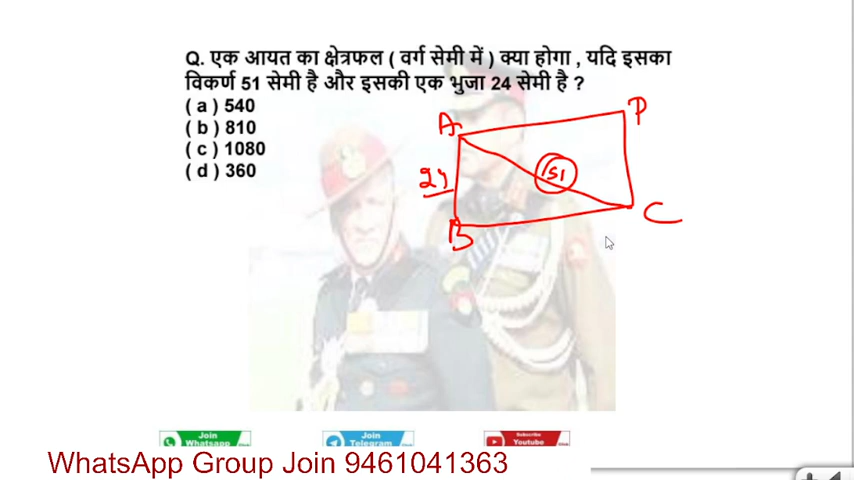 Q. एक आयत का क्षेत्रफल ( वर्ग सेमी में ) क्या होगा , यदि इसका
विकर्ण 51 सेमी है और इसकी एक भुजा 24 सेमी है ?
( a ) 540
( b ) 810
( c ) 1080
( d ) 360
A
P
24
51
B
C
Join
Whatsapp
Join
Telegram
Subscribe
Youtube
WhatsApp Group Join 9461041363